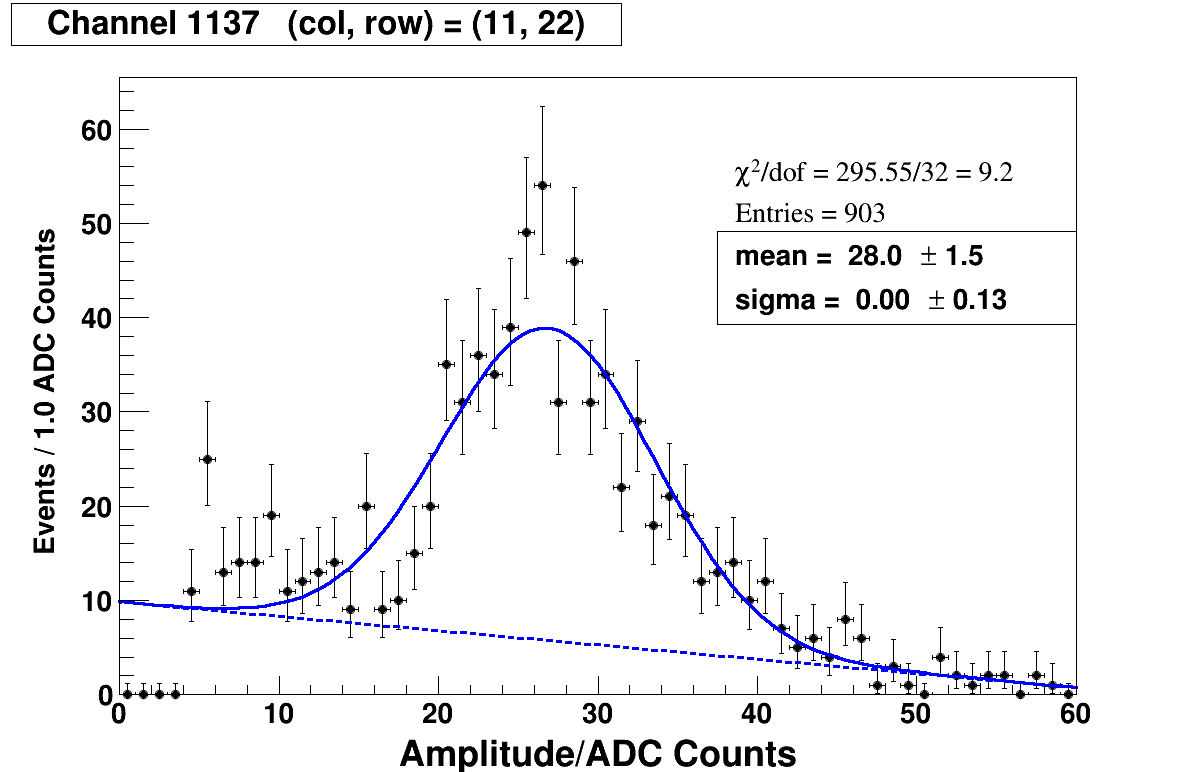 Channel 1137 (col, row) = (11, 22)
χ²/dof = 295.55/32 = 9.2
Entries = 903
mean = 28.0 ± 1.5
sigma = 0.00 ± 0.13
Events / 1.0 ADC Counts
60
50
40
30
20
10
0
0 10 20 30 40 50 60
Amplitude/ADC Counts